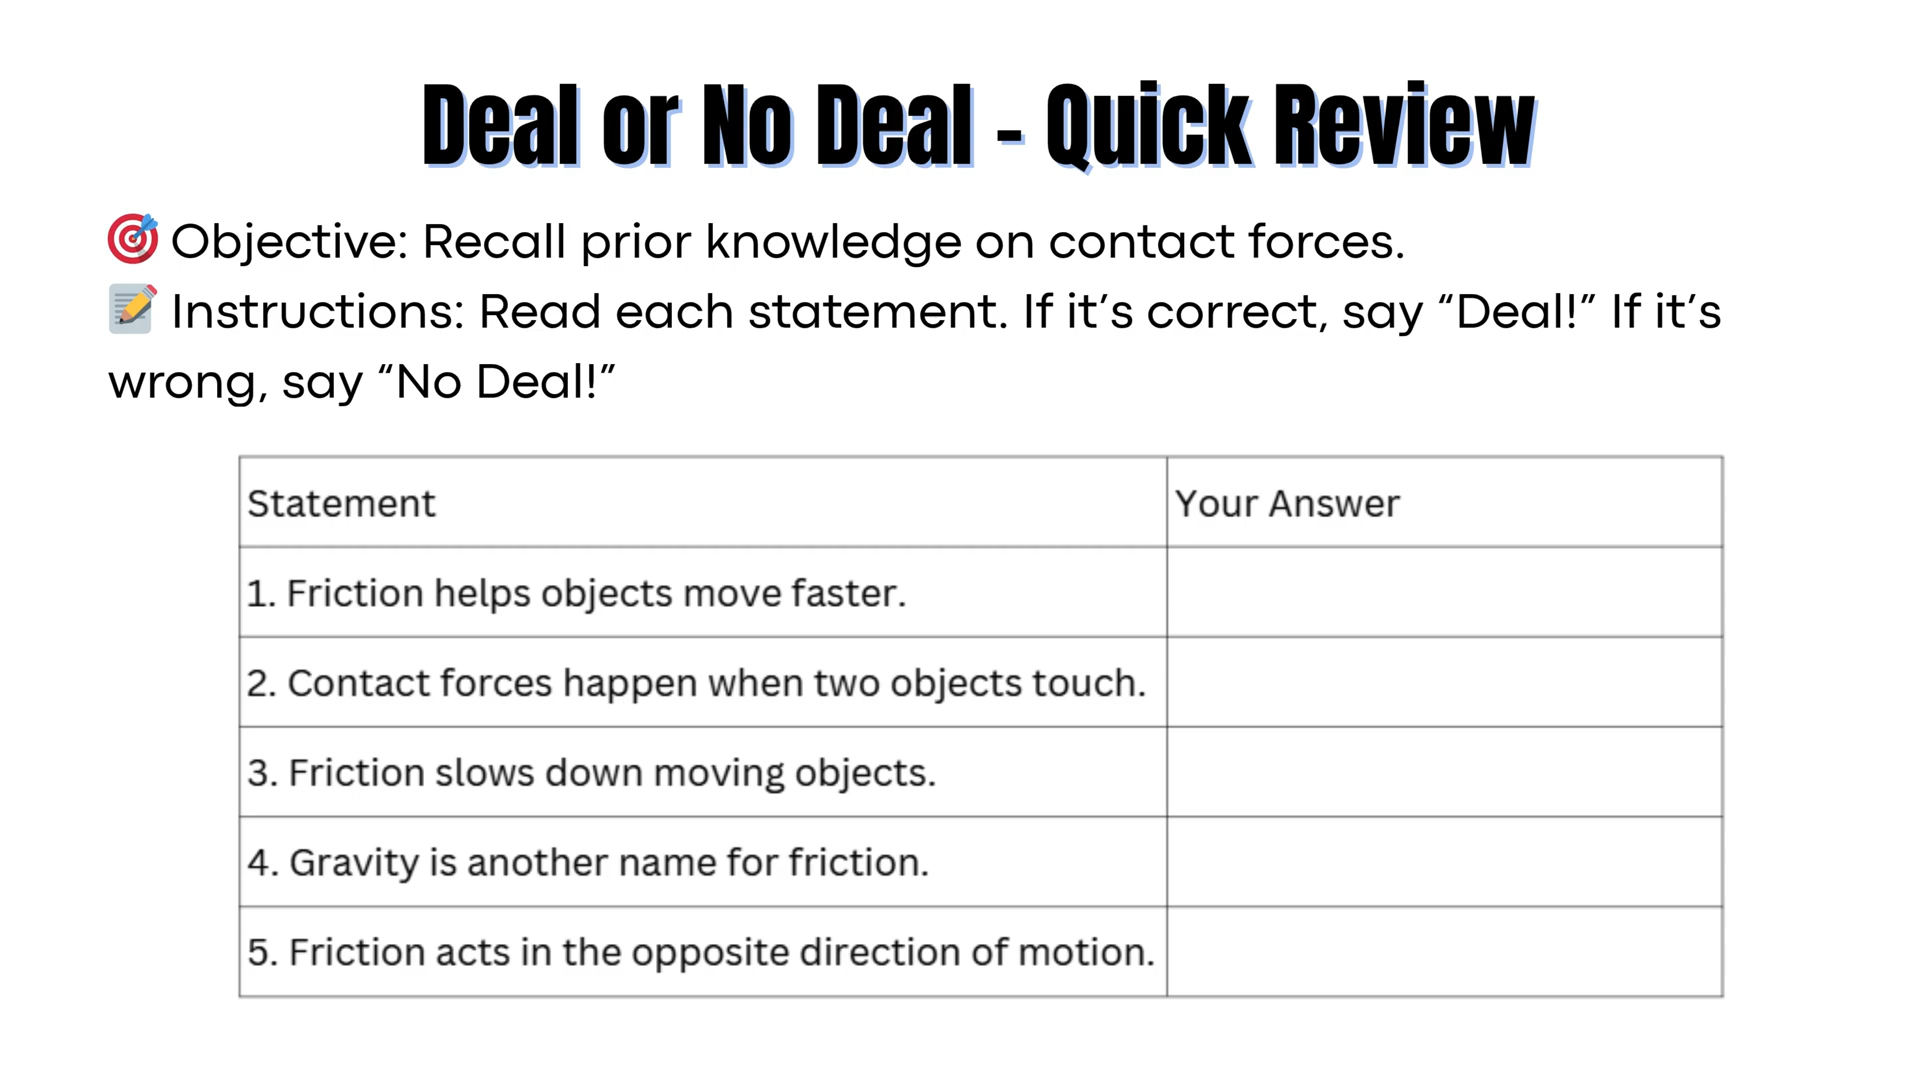 Deal or No Deal - Quick Review
🎯 Objective: Recall prior knowledge on contact forces.
📝 Instructions: Read each statement. If it’s correct, say “Deal!” If it’s
wrong, say “No Deal!”
Statement
Your Answer
1. Friction helps objects move faster.
2. Contact forces happen when two objects touch.
3. Friction slows down moving objects.
4. Gravity is another name for friction.
5. Friction acts in the opposite direction of motion.